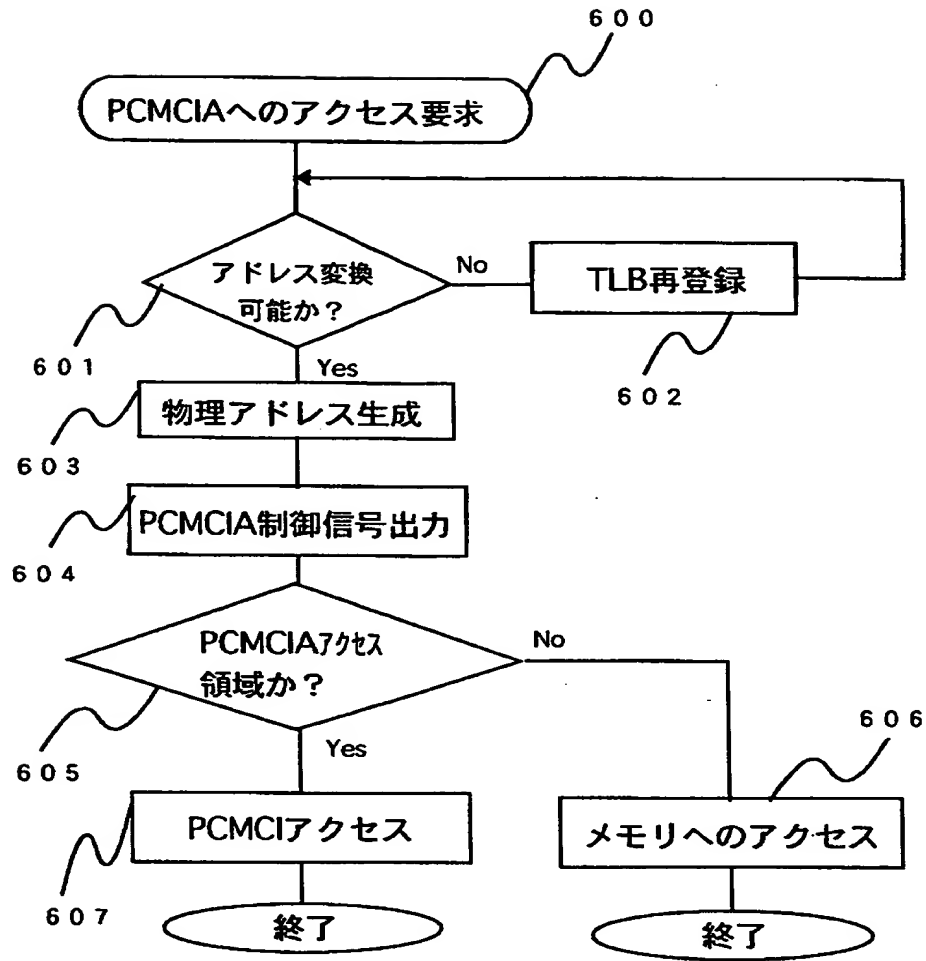 600
PCMCIAへのアクセス要求
アドレス変換
可能か？
No
TLB再登録
601
Yes
602
物理アドレス生成
603
PCMCIA制御信号出力
604
PCMCIAアクセス
領域か？
No
605
Yes
606
PCMCIアクセス
メモリへのアクセス
607
終了
終了